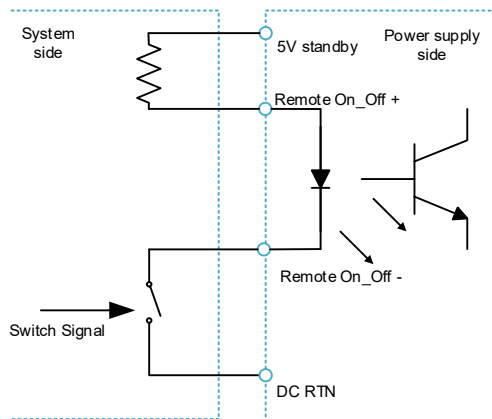 System
side
5V standby
Power supply
side
Remote On_Off +
Remote On_Off -
Switch Signal
DC RTN